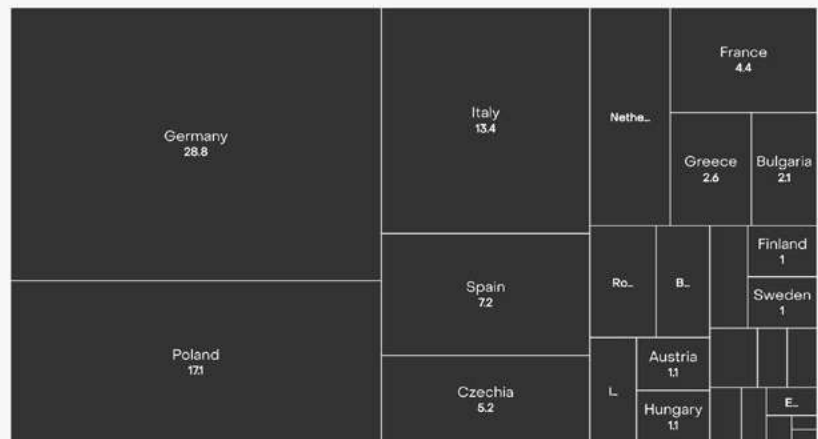 Germany
28.8
Poland
17.1
Italy
13.4
Spain
7.2
Czechia
5.2
Nethe...
France
4.4
Greece
2.6
Bulgaria
2.1
Ro...
B...
Finland
1
Sweden
1
I...
Austria
1.1
Hungary
1.1
E...